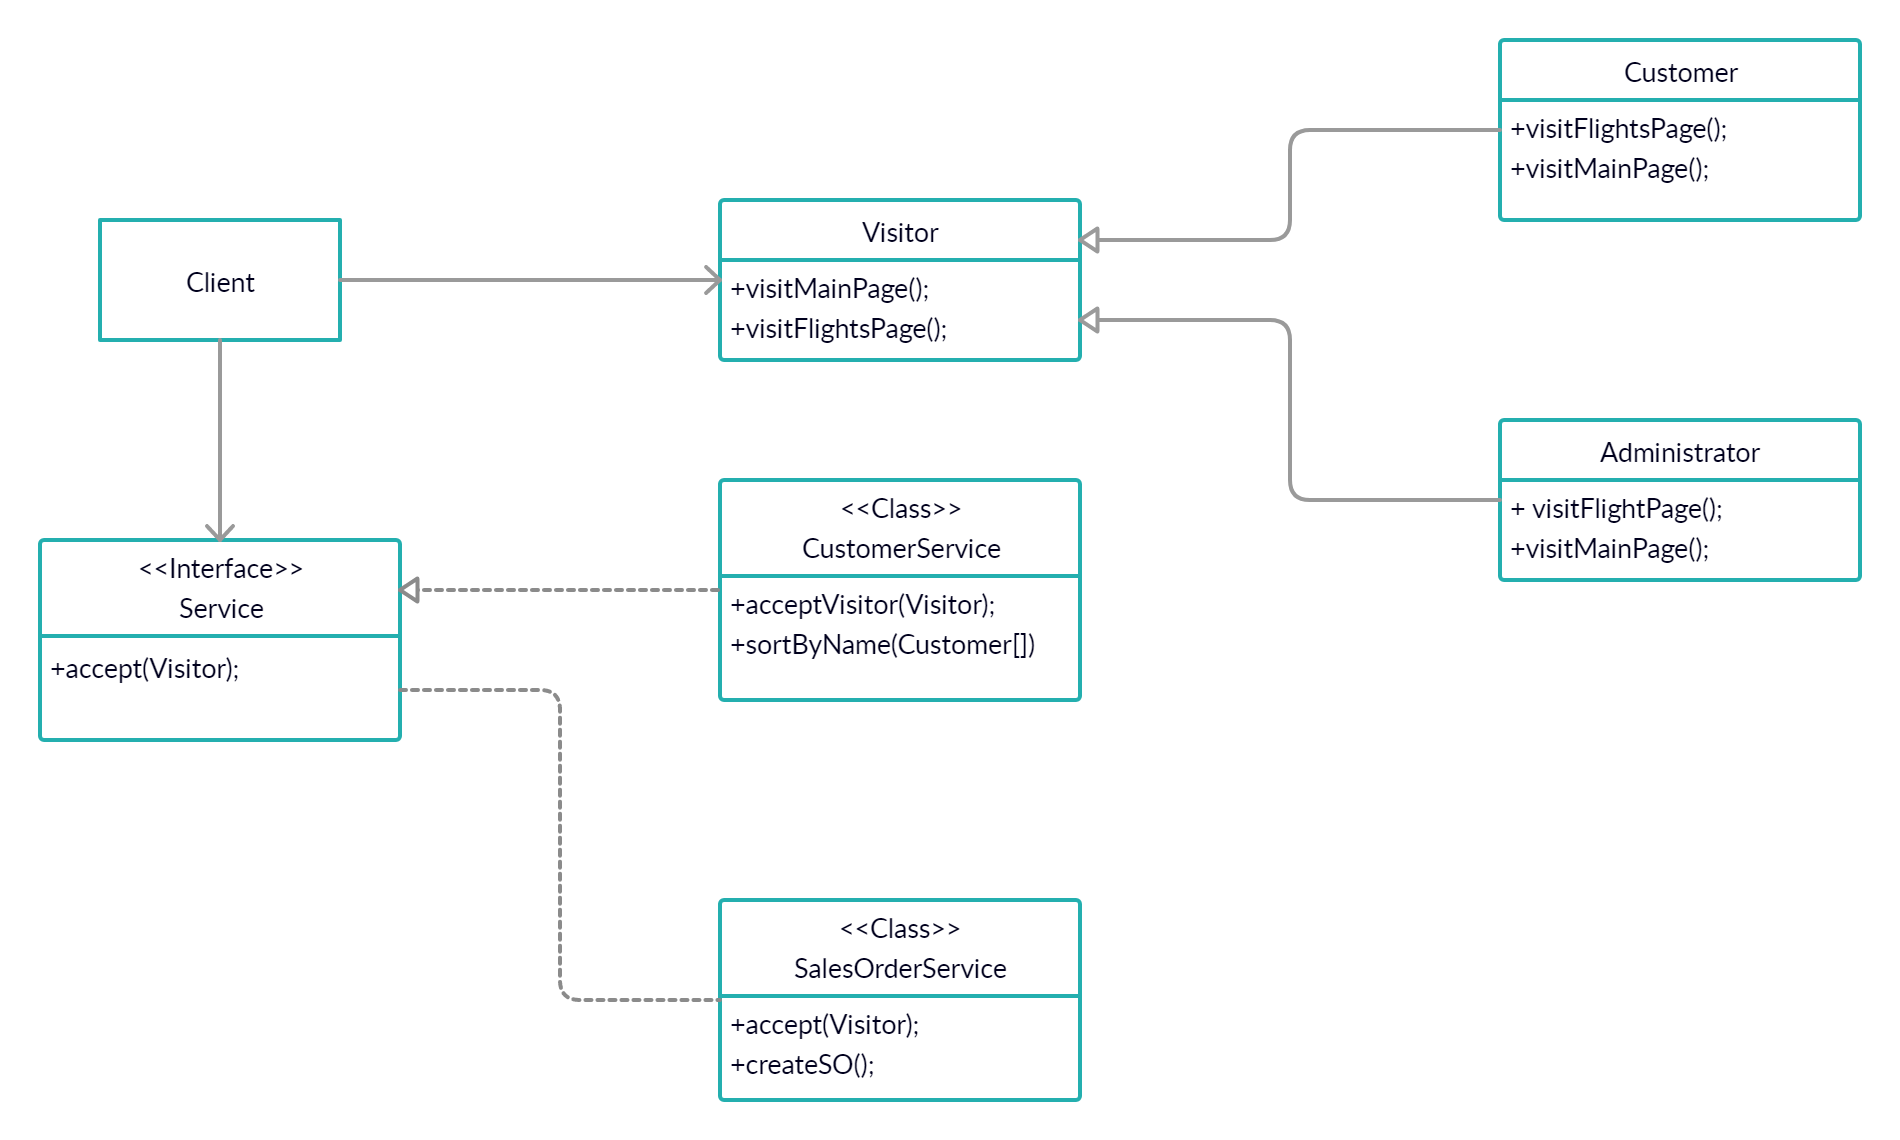 Customer
+visitFlightsPage();
+visitMainPage();
Client
Visitor
+visitMainPage();
+visitFlightsPage();
Administrator
+ visitFlightPage();
+visitMainPage();
<<Interface>>
Service
+accept(Visitor);
<<Class>>
CustomerService
+acceptVisitor(Visitor);
+sortByName(Customer[])
<<Class>>
SalesOrderService
+accept(Visitor);
+createSO();